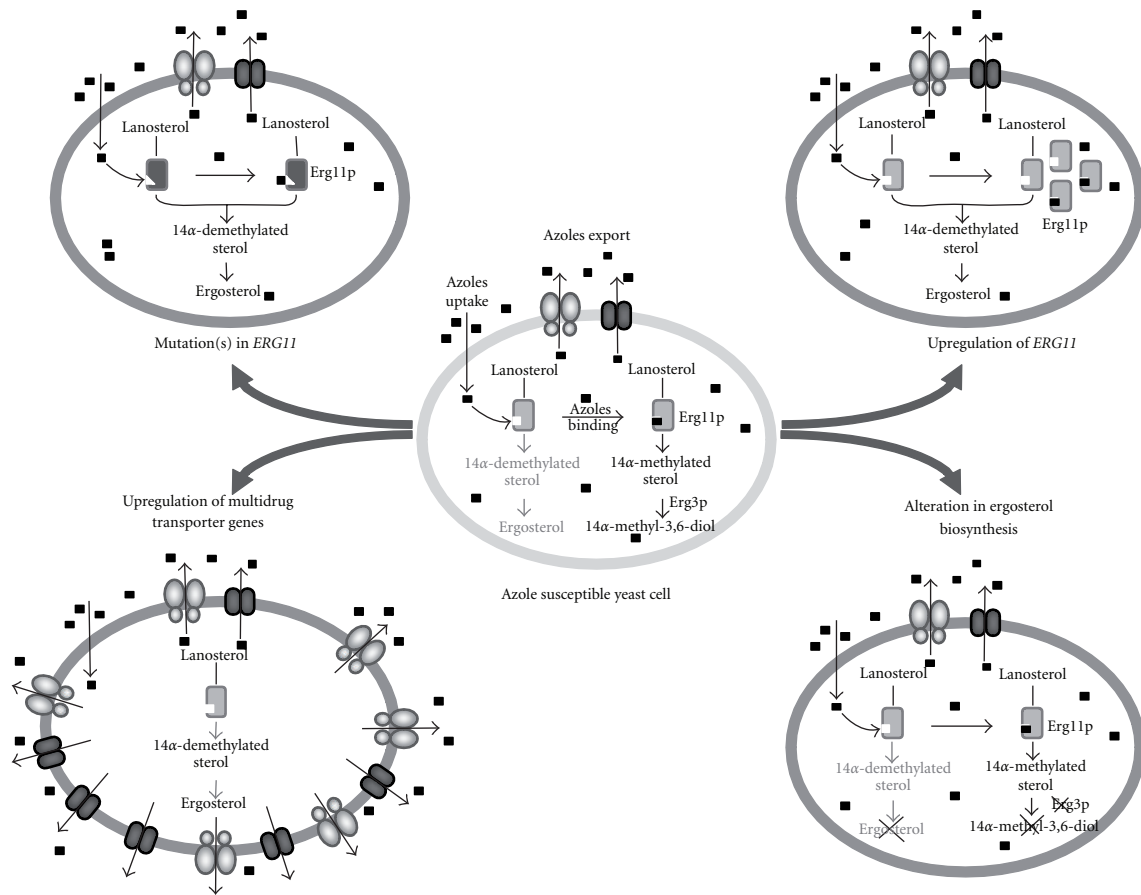 Lanosterol
Lanosterol
Erg11p
14α-demethylated
sterol
Ergosterol
Mutation(s) in ERG11
Lanosterol
Lanosterol
Erg11p
14α-demethylated
sterol
Ergosterol
Upregulation of ERG11
Azoles export
Azoles
uptake
Lanosterol
Lanosterol
Azoles
binding
Erg11p
14α-demethylated
sterol
14α-methylated
sterol
Erg3p
Ergosterol
14α-methyl-3,6-diol
Azole susceptible yeast cell
Upregulation of multidrug
transporter genes
Lanosterol
14α-demethylated
sterol
Ergosterol
Alteration in ergosterol
biosynthesis
Lanosterol
Lanosterol
Erg11p
14α-demethylated
sterol
14α-methylated
sterol
Erg3p
Ergosterol
14α-methyl-3,6-diol